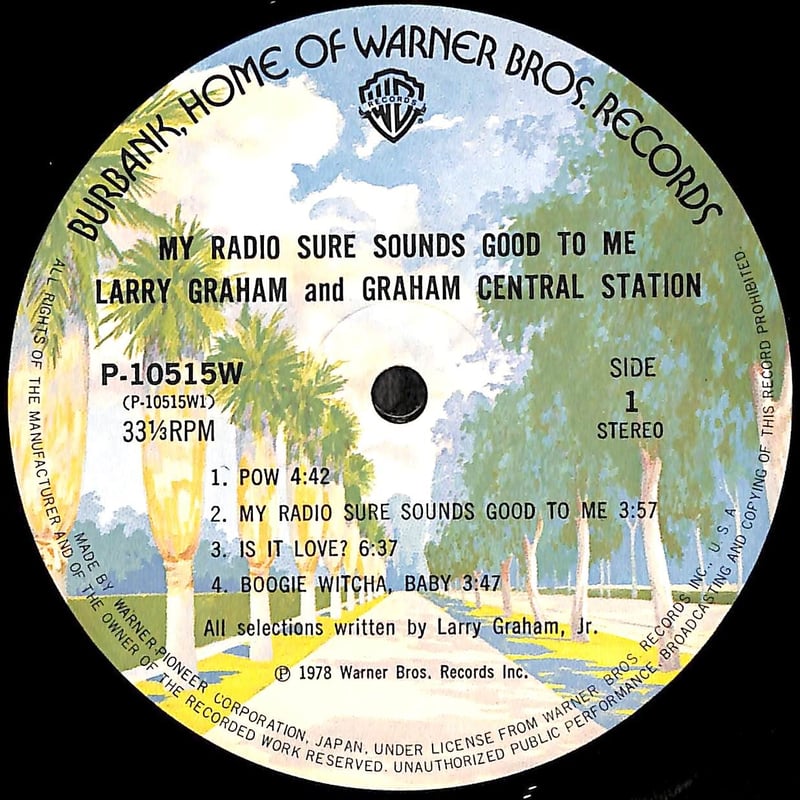 BURBANK, HOME OF WARNER BROS. RECORDS
WB
RECORDS
®
MY RADIO SURE SOUNDS GOOD TO ME
LARRY GRAHAM and GRAHAM CENTRAL STATION
P-10515W
(P-10515W1)
33⅓RPM
SIDE
1
STEREO
1. POW 4:42
2. MY RADIO SURE SOUNDS GOOD TO ME 3:57
3. IS IT LOVE? 6:37
4. BOOGIE WITCHA, BABY 3:47
All selections written by Larry Graham, Jr.
℗ 1978 Warner Bros. Records Inc.
MADE BY WARNER-PIONEER CORPORATION, JAPAN, UNDER LICENSE FROM WARNER BROS. RECORDS INC., U. S. A
ALL RIGHTS OF THE MANUFACTURER AND OF THE OWNER OF THE RECORDED WORK RESERVED. UNAUTHORIZED PUBLIC PERFORMANCE, BROADCASTING AND COPYING OF THIS RECORD PROHIBITED.